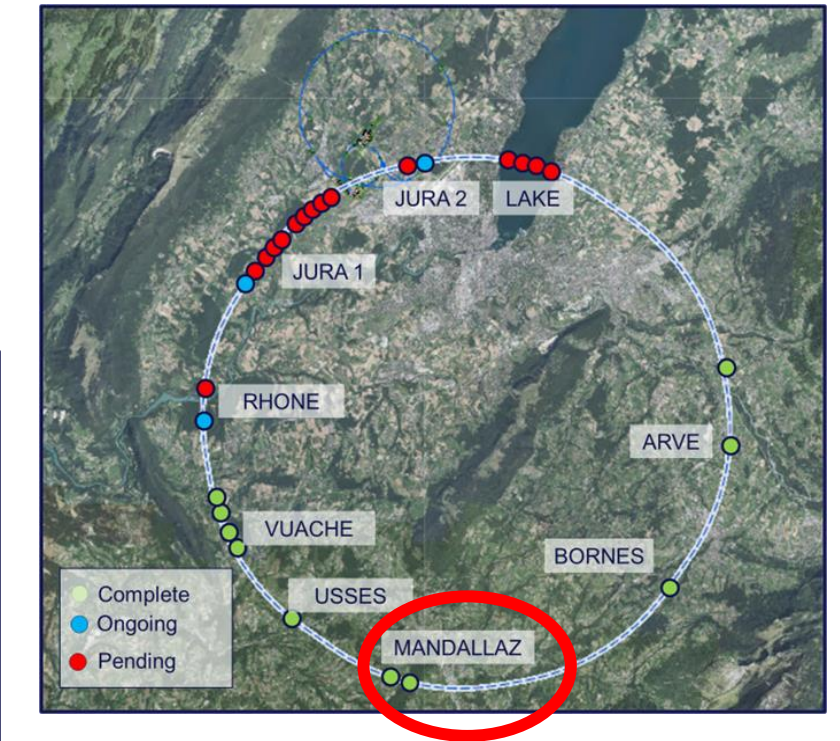 JURA 2
LAKE
JURA 1
RHONE
ARVE
VUACHE
BORNES
USSES
MANDALLAZ
Complete
Ongoing
Pending